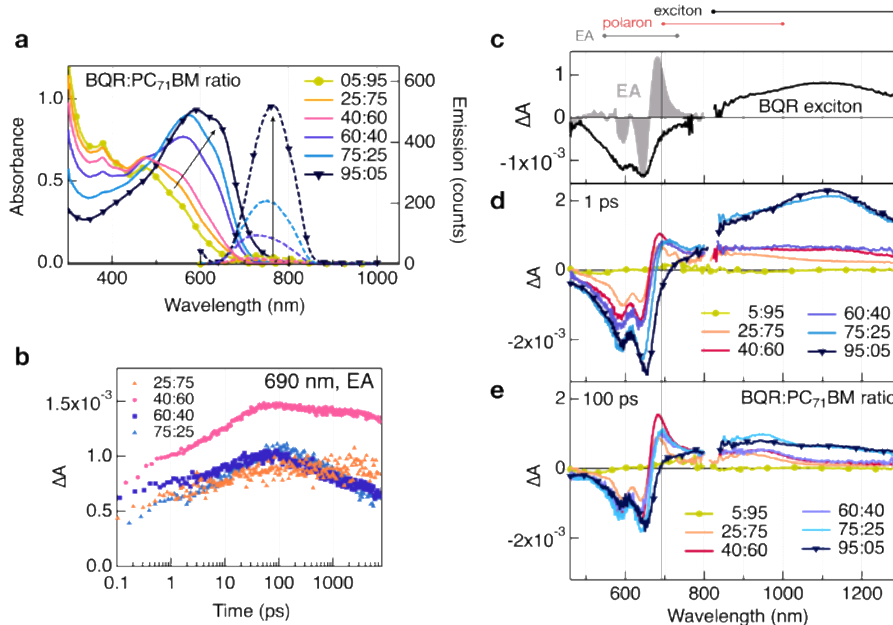 exciton
polaron
EA
a
BQR:PC71BM ratio
05:95
25:75
40:60
60:40
75:25
95:05
1.0
0.5
0.0
Absorbance
600
400
200
0
Emission (counts)
400 600 800 1000
Wavelength (nm)
b
690 nm, EA
25:75
40:60
60:40
75:25
1.5x10-3
1.0
0.5
0.0
ΔA
0.1 1 10 100 1000
Time (ps)
c
EA
BQR exciton
1
0
-1x10-3
ΔA
d
1 ps
2
0
-2x10-3
ΔA
5:95 60:40
25:75 75:25
40:60 95:05
e
100 ps
BQR:PC71BM ratio
2
0
-2x10-3
ΔA
5:95 60:40
25:75 75:25
40:60 95:05
600 800 1000 1200
Wavelength (nm)